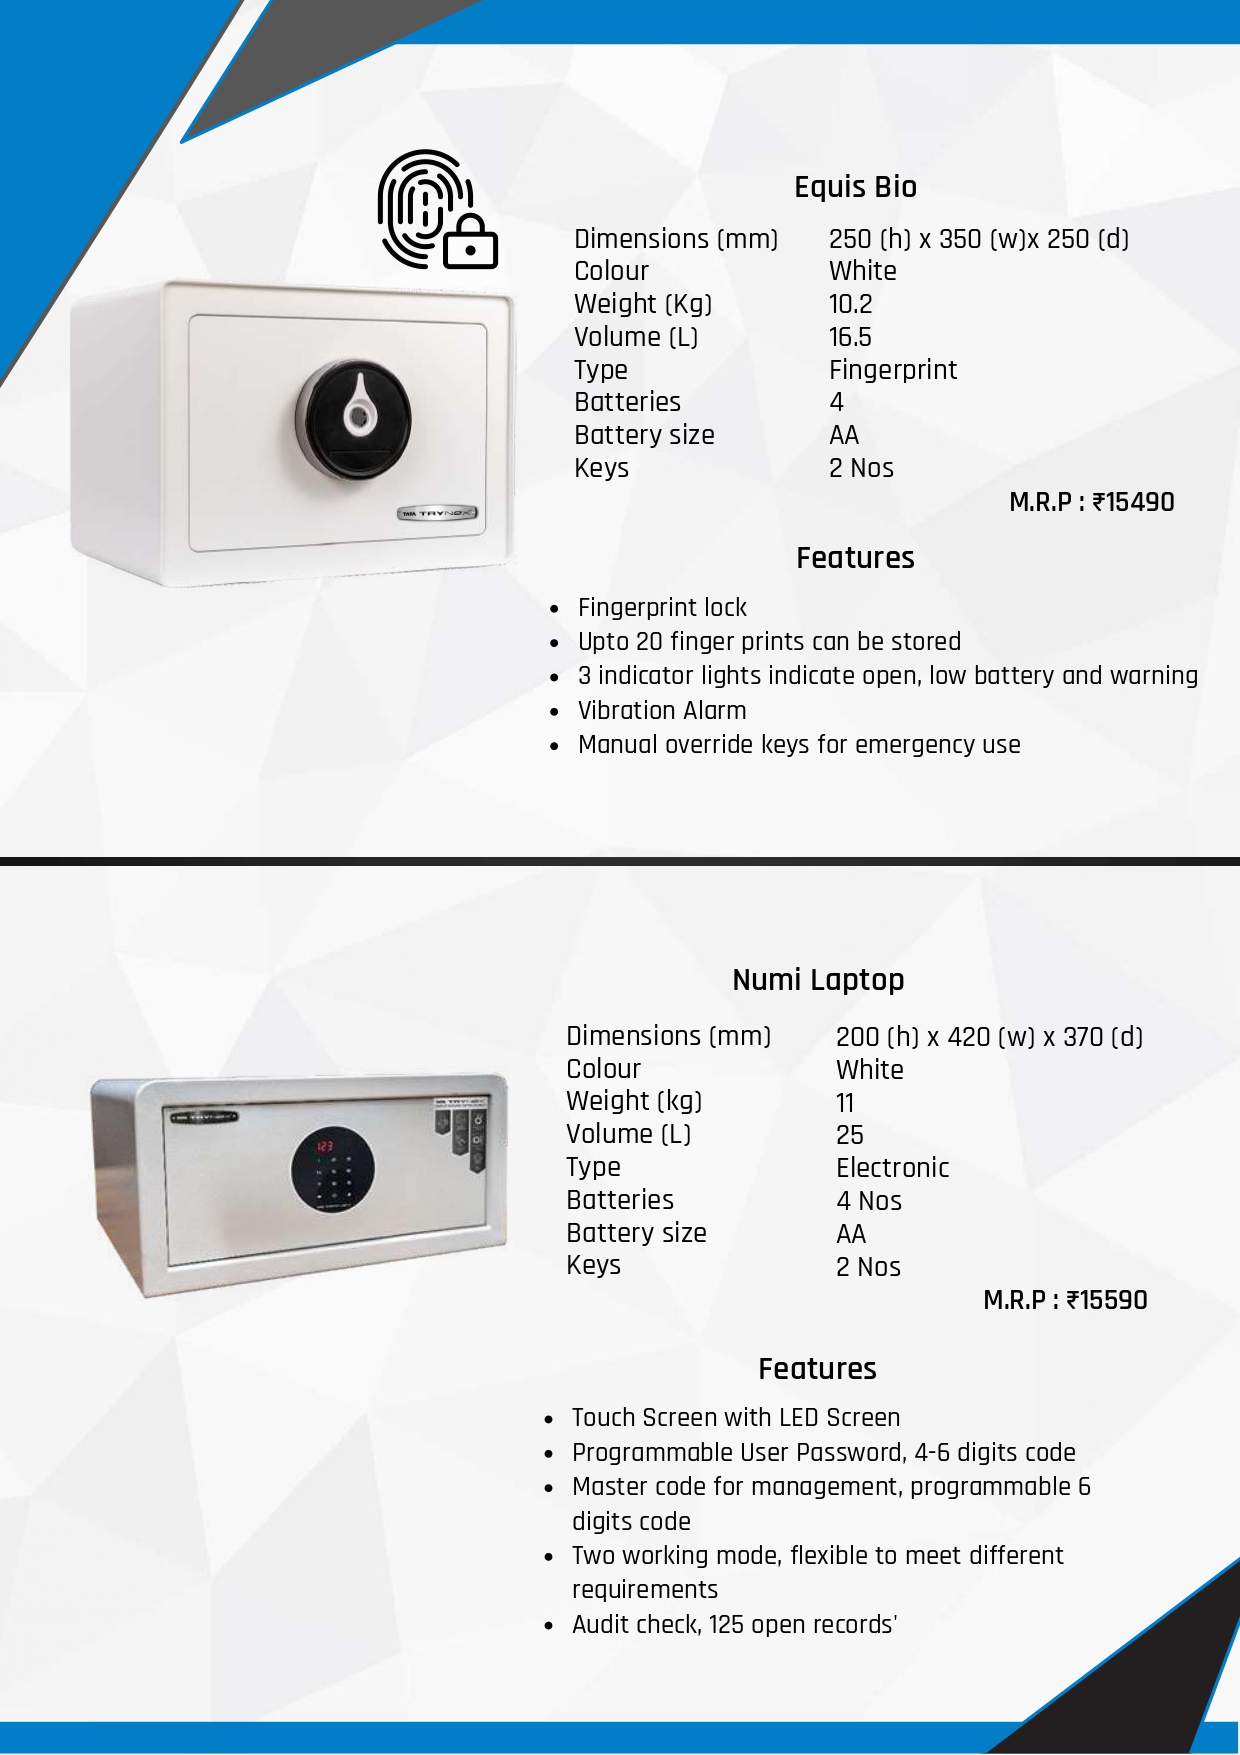 Equis Bio
Dimensions (mm) 250 (h) x 350 (w)x 250 (d)
Colour White
Weight (Kg) 10.2
Volume (L) 16.5
Type Fingerprint
Batteries 4
Battery size AA
Keys 2 Nos
M.R.P : ₹15490
TATA TRYNOX
Features
• Fingerprint lock
• Upto 20 finger prints can be stored
• 3 indicator lights indicate open, low battery and warning
• Vibration Alarm
• Manual override keys for emergency use
Numi Laptop
Dimensions (mm) 200 (h) x 420 (w) x 370 (d)
Colour White
Weight (kg) 11
Volume (L) 25
Type Electronic
Batteries 4 Nos
Battery size AA
Keys 2 Nos
M.R.P : ₹15590
TRYNOX
123
Features
• Touch Screen with LED Screen
• Programmable User Password, 4-6 digits code
• Master code for management, programmable 6
digits code
• Two working mode, flexible to meet different
requirements
• Audit check, 125 open records'